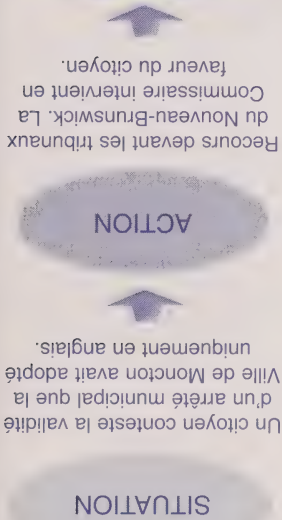 SITUATION
Un citoyen conteste la validité
d'un arrêté municipal que la
Ville de Moncton avait adopté
uniquement en anglais.
ACTION
Recours devant les tribunaux
du Nouveau-Brunswick. La
Commissaire intervient en
faveur du citoyen.